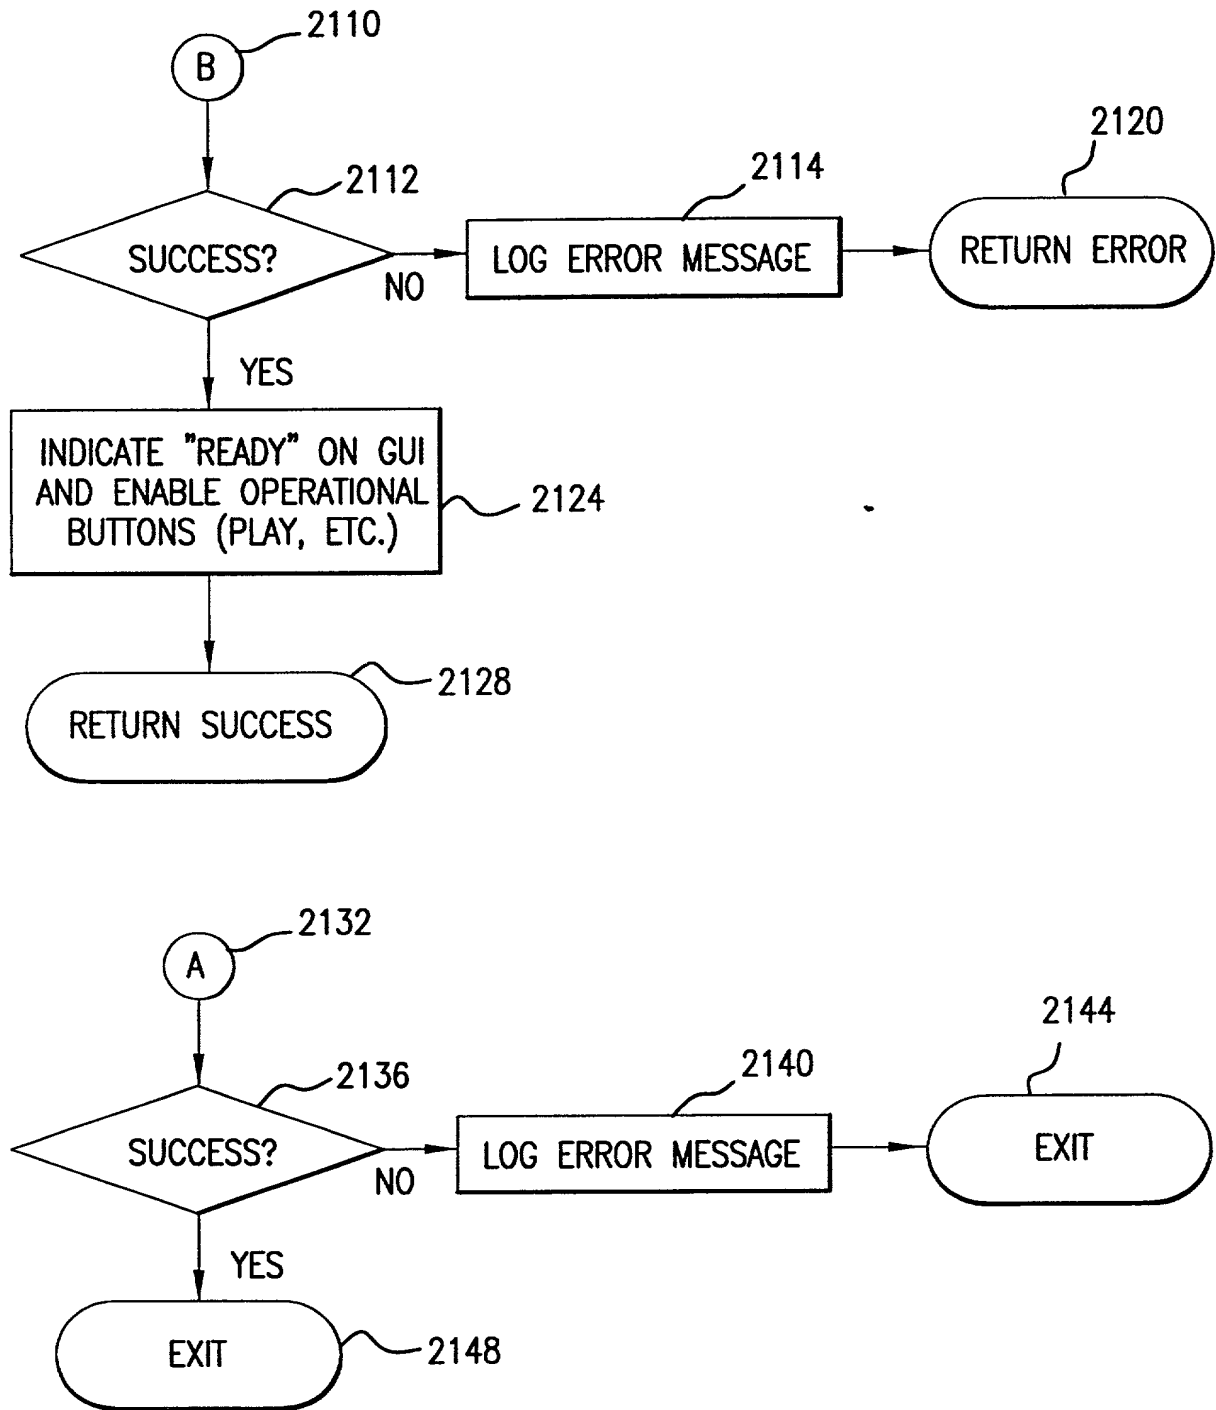 2110
B
2112
SUCCESS?
NO
2114
LOG ERROR MESSAGE
2120
RETURN ERROR
YES
INDICATE "READY" ON GUI
AND ENABLE OPERATIONAL
BUTTONS (PLAY, ETC.)
2124
2128
RETURN SUCCESS
2132
A
2136
SUCCESS?
NO
2140
LOG ERROR MESSAGE
2144
EXIT
YES
EXIT
2148